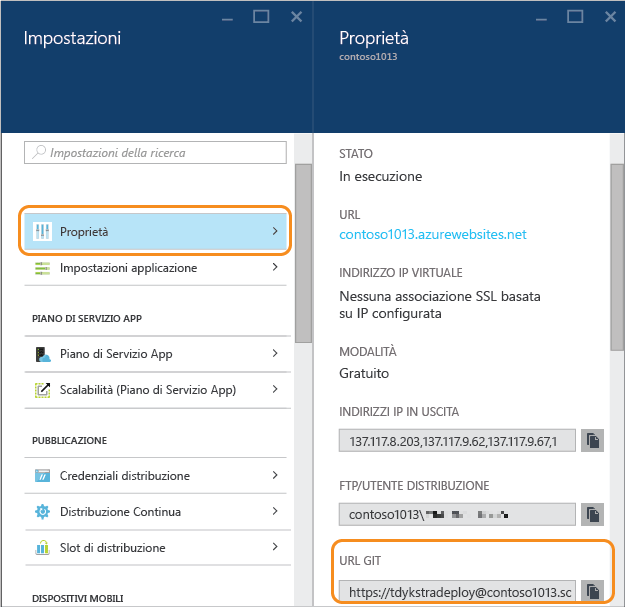 Impostazioni
Impostazioni della ricerca
Proprietà
Impostazioni applicazione
PIANO DI SERVIZIO APP
Piano di Servizio App
Scalabilità (Piano di Servizio App)
PUBBLICAZIONE
Credenziali distribuzione
Distribuzione Continua
Slot di distribuzione
DISPOSITIVI MOBILI
Proprietà
contoso1013
STATO
In esecuzione
URL
contoso1013.azurewebsites.net
INDIRIZZO IP VIRTUALE
Nessuna associazione SSL basata
su IP configurata
MODALITÀ
Gratuito
INDIRIZZI IP IN USCITA
137.117.8.203,137.117.9.62,137.117.9.67,1
FTP/UTENTE DISTRIBUZIONE
contoso1013\
URL GIT
https://tdykstradeploy@contoso1013.sc